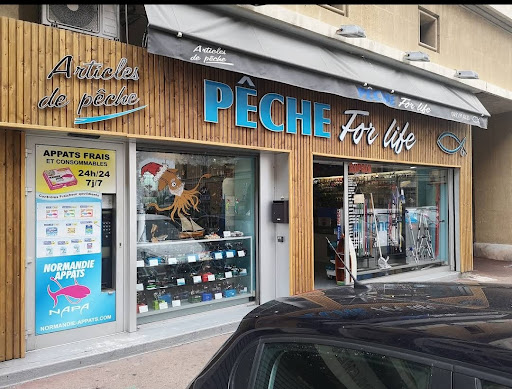 Articles
de pêche
Articles
de pêche
PÊCHE For life
For life
APPATS FRAIS
ET CONSOMMABLES
24h/24
7j/7
NORMANDIE
APPATS
NAPA
NORMANDIE-APPATS.COM